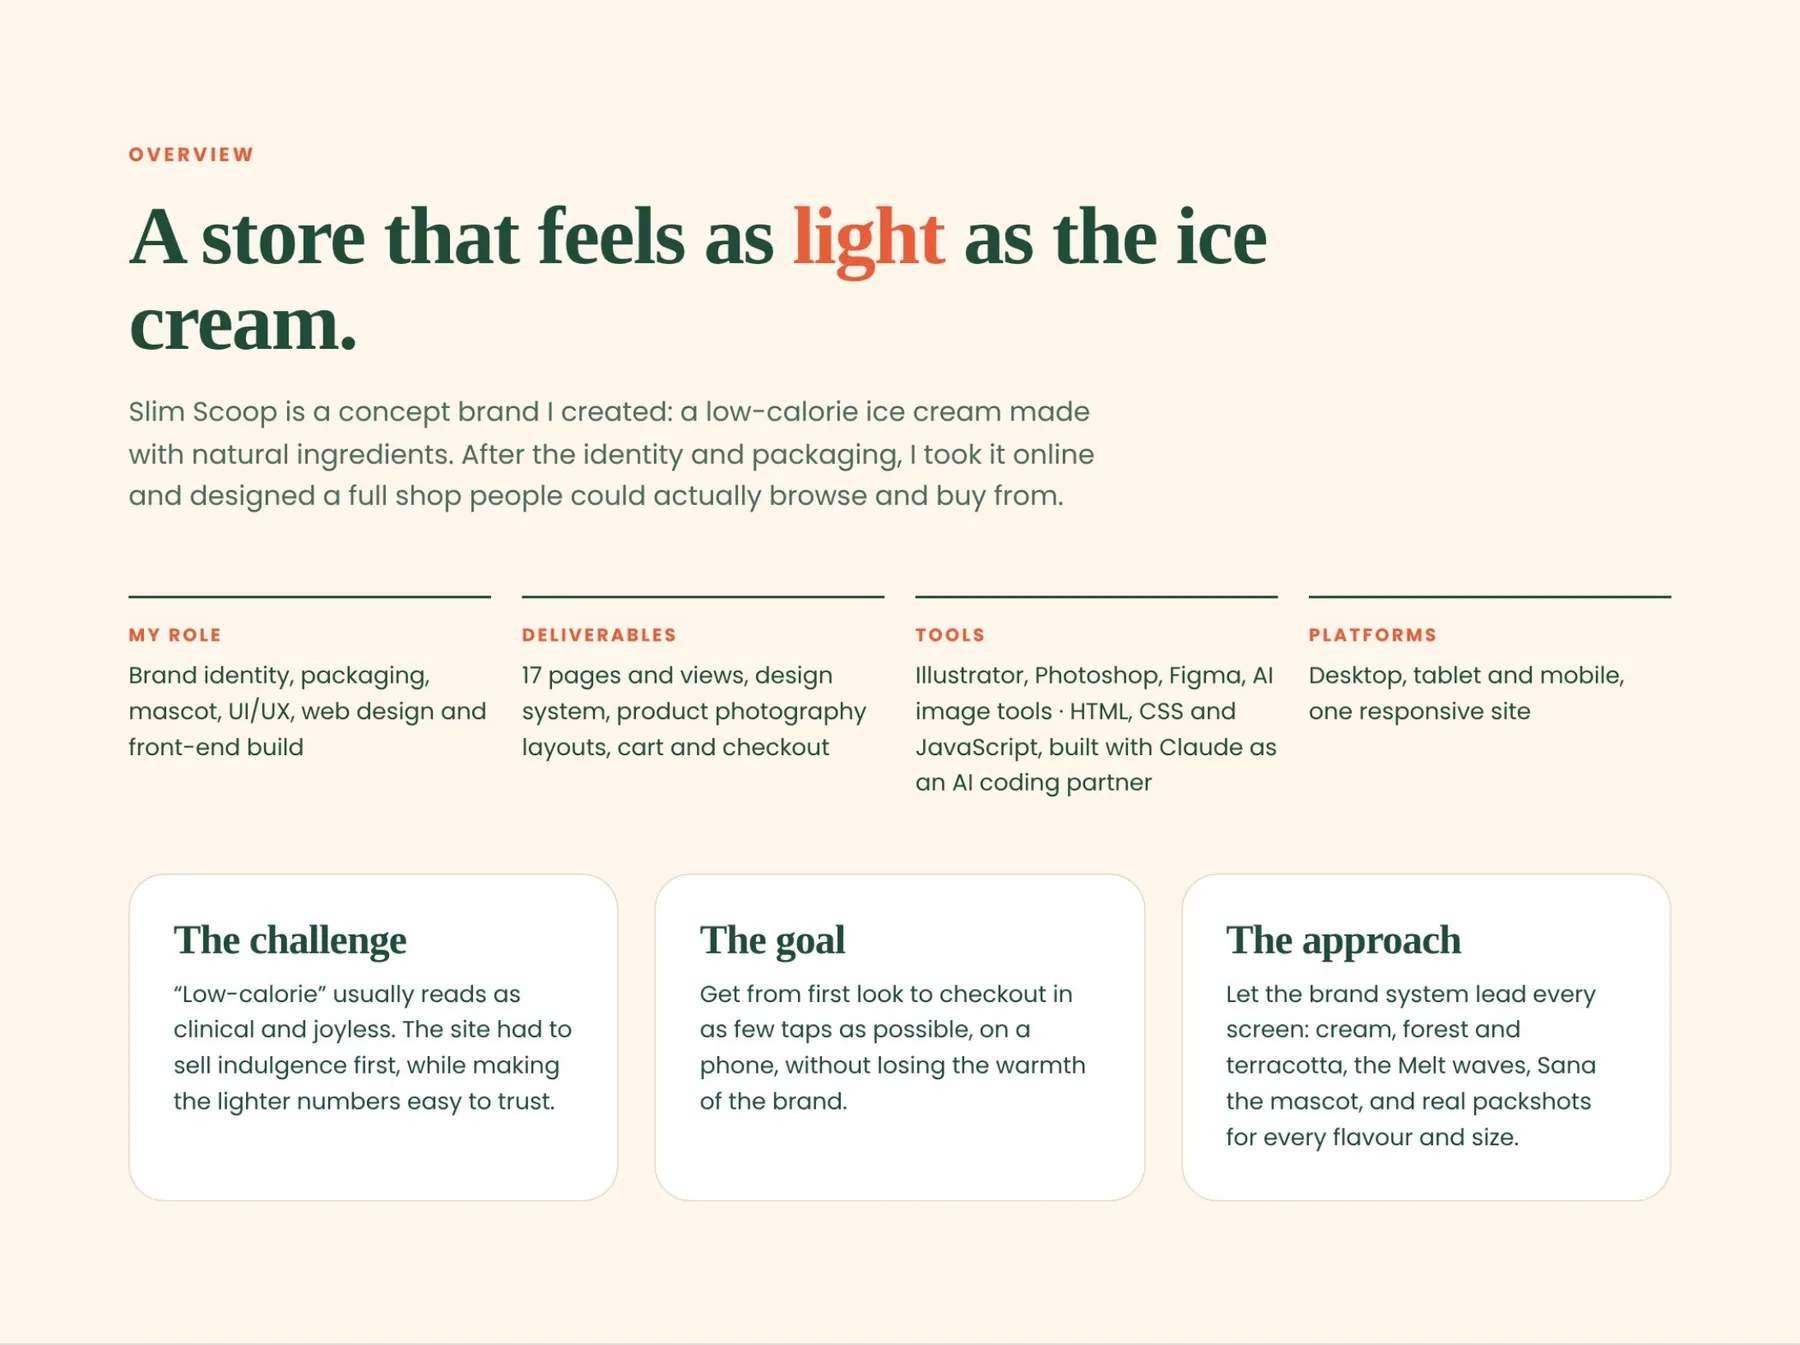 OVERVIEW
A store that feels as light as the ice
cream.
Slim Scoop is a concept brand I created: a low-calorie ice cream made
with natural ingredients. After the identity and packaging, I took it online
and designed a full shop people could actually browse and buy from.
MY ROLE
Brand identity, packaging,
mascot, UI/UX, web design and
front-end build
DELIVERABLES
17 pages and views, design
system, product photography
layouts, cart and checkout
TOOLS
Illustrator, Photoshop, Figma, AI
image tools · HTML, CSS and
JavaScript, built with Claude as
an AI coding partner
PLATFORMS
Desktop, tablet and mobile,
one responsive site
The challenge
“Low-calorie” usually reads as
clinical and joyless. The site had to
sell indulgence first, while making
the lighter numbers easy to trust.
The goal
Get from first look to checkout in
as few taps as possible, on a
phone, without losing the warmth
of the brand.
The approach
Let the brand system lead every
screen: cream, forest and
terracotta, the Melt waves, Sana
the mascot, and real packshots
for every flavour and size.